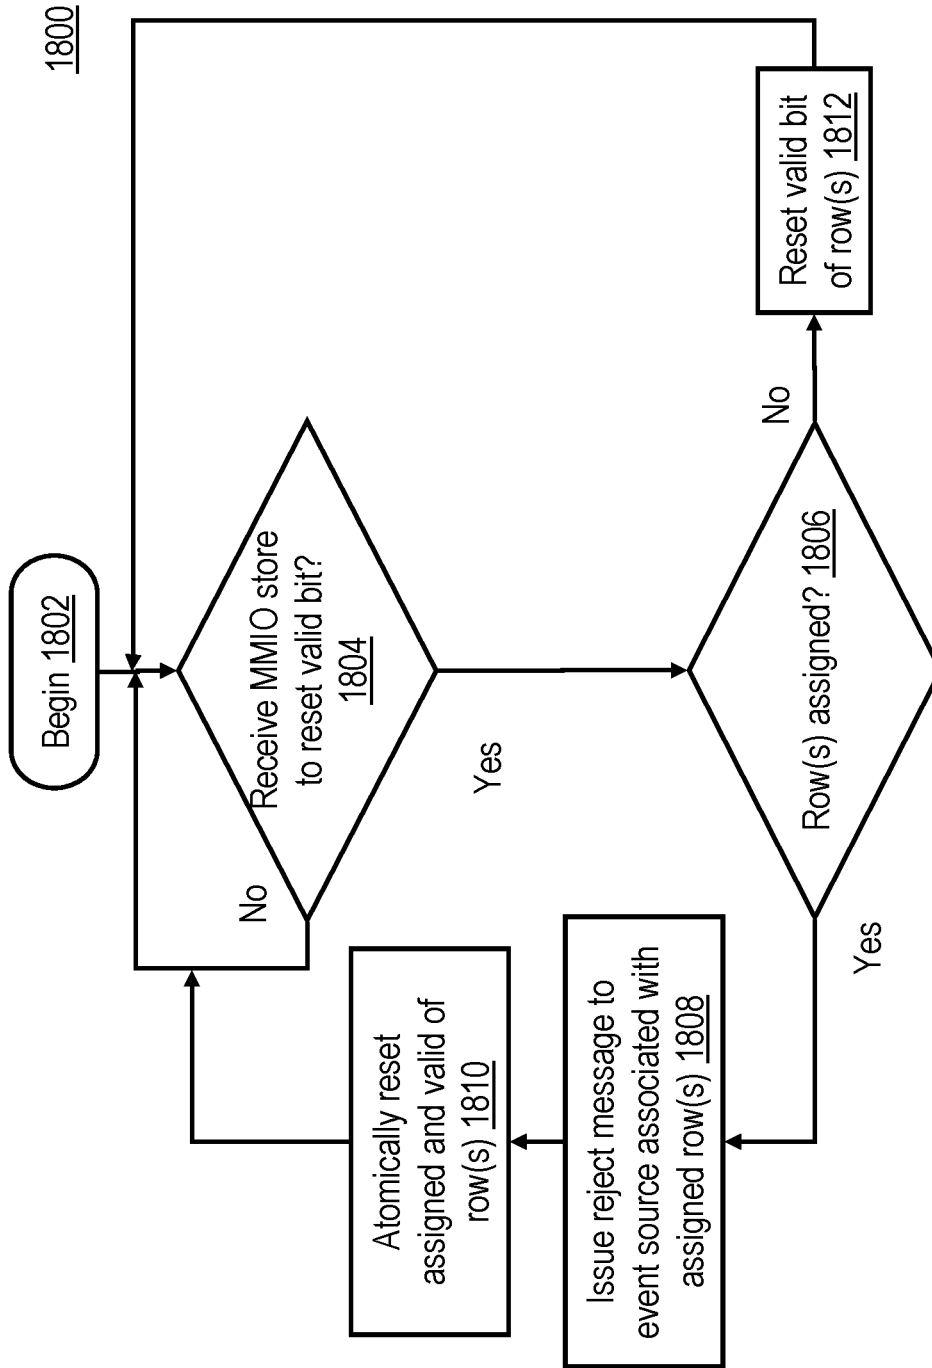 1800
Begin 1802
Receive MMIO store
to reset valid bit?
1804
No
Yes
Row(s) assigned? 1806
No
Reset valid bit
of row(s) 1812
Yes
Issue reject message to
event source associated with
assigned row(s) 1808
Atomically reset
assigned and valid of
row(s) 1810